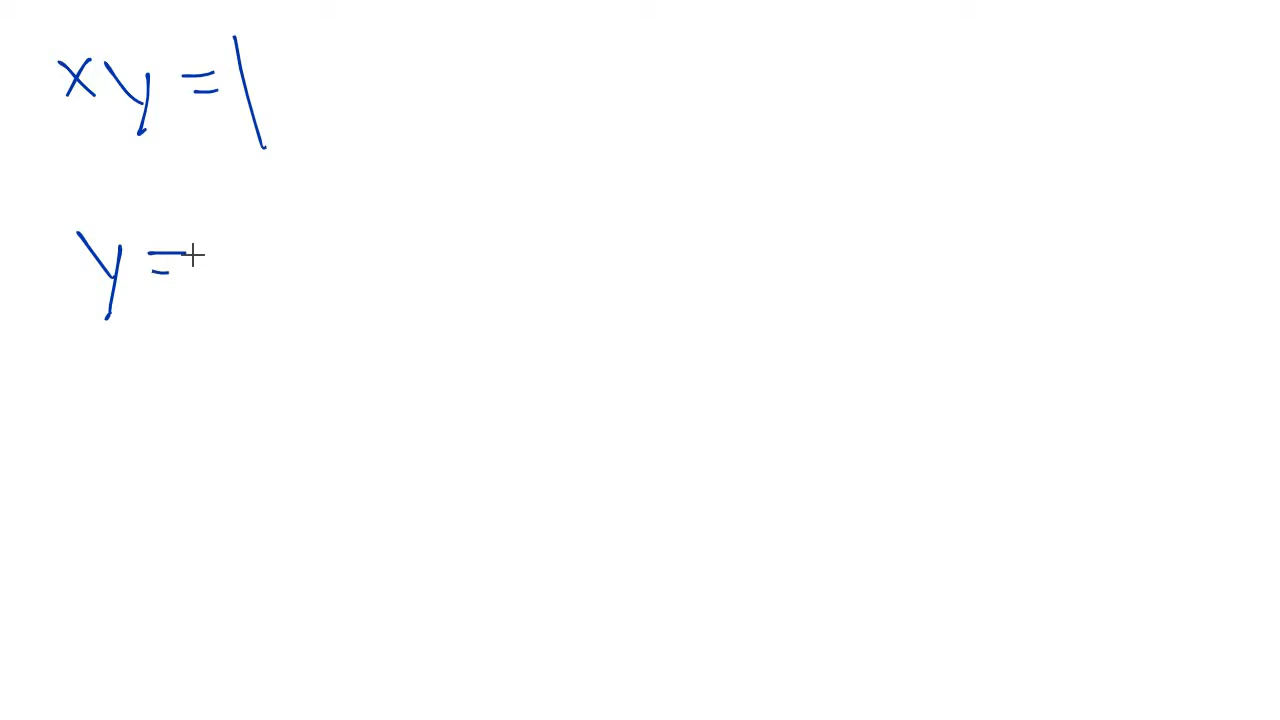 xy = 1
y =